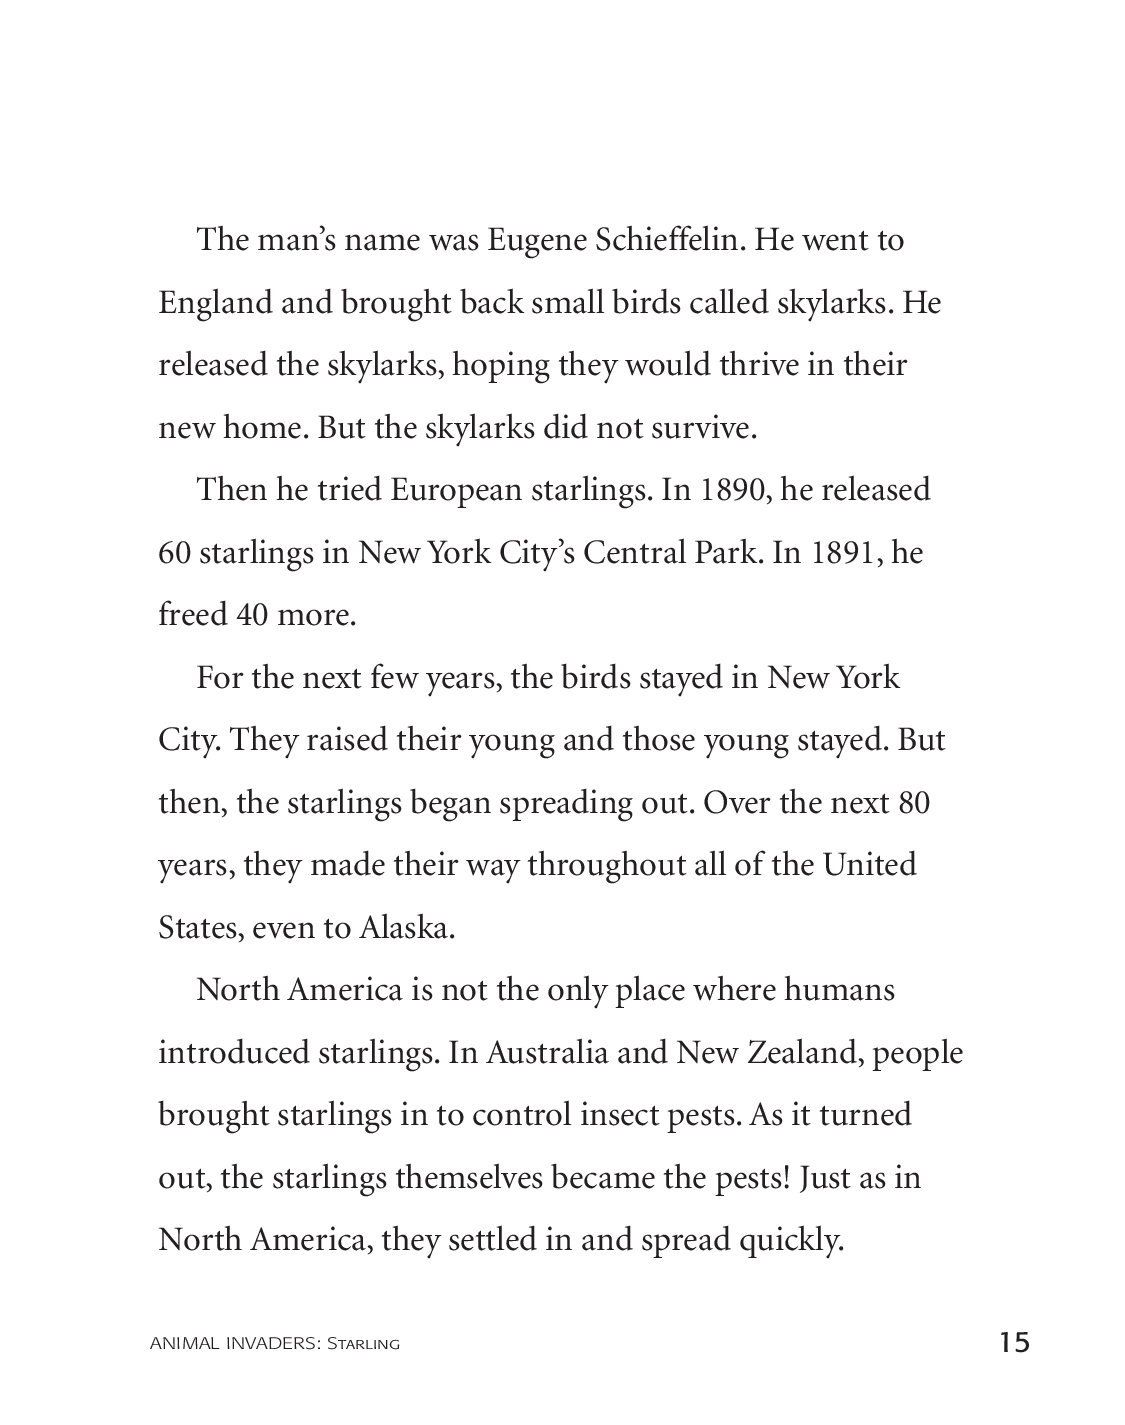 The man’s name was Eugene Schieffelin. He went to
England and brought back small birds called skylarks. He
released the skylarks, hoping they would thrive in their
new home. But the skylarks did not survive.
Then he tried European starlings. In 1890, he released
60 starlings in New York City’s Central Park. In 1891, he
freed 40 more.
For the next few years, the birds stayed in New York
City. They raised their young and those young stayed. But
then, the starlings began spreading out. Over the next 80
years, they made their way throughout all of the United
States, even to Alaska.
North America is not the only place where humans
introduced starlings. In Australia and New Zealand, people
brought starlings in to control insect pests. As it turned
out, the starlings themselves became the pests! Just as in
North America, they settled in and spread quickly.
ANIMAL INVADERS: Starling 15